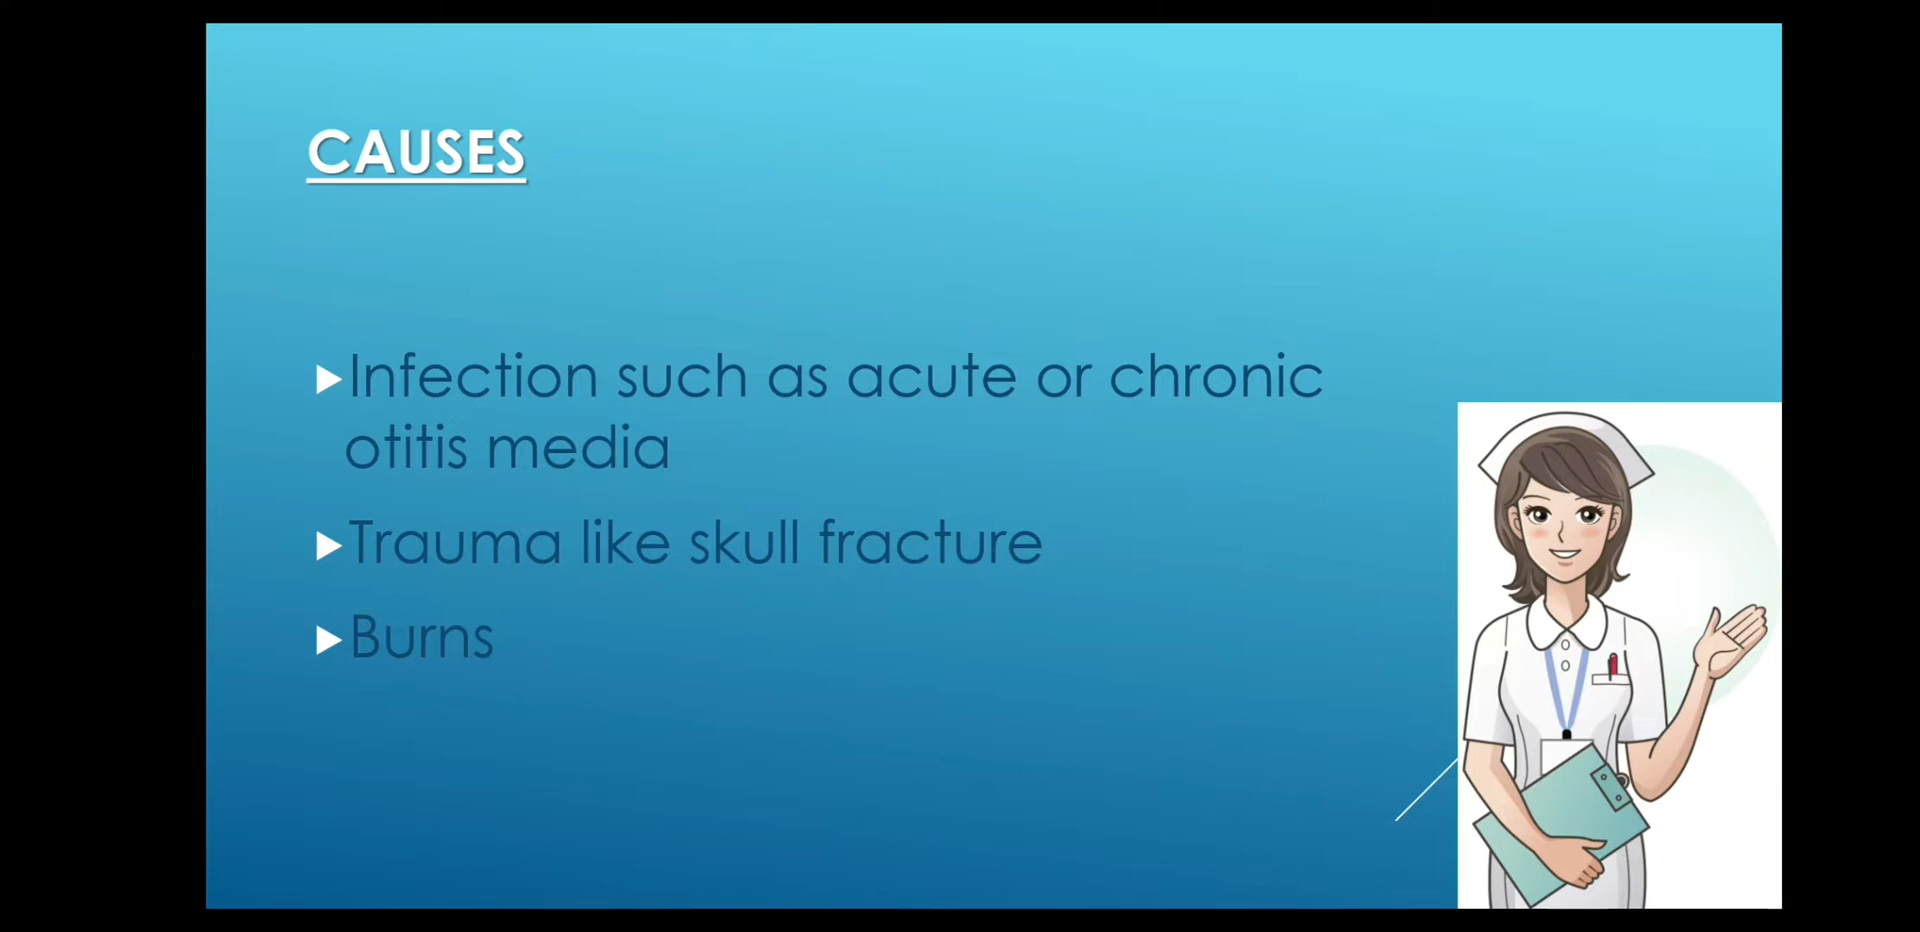 CAUSES
Infection such as acute or chronic
otitis media
Trauma like skull fracture
Burns